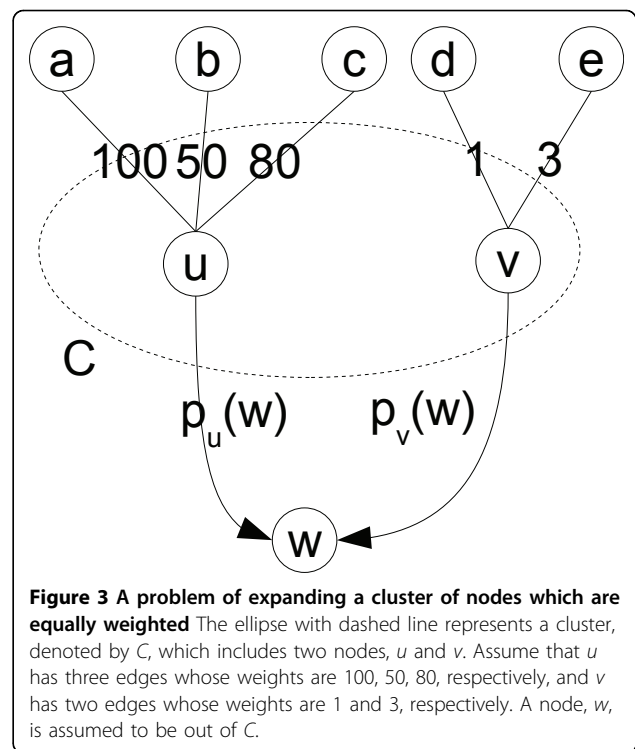 a b c d e
100 50 80 1 3
u v
C
p_u(w) p_v(w)
w
Figure 3 A problem of expanding a cluster of nodes which are
equally weighted The ellipse with dashed line represents a cluster,
denoted by C, which includes two nodes, u and v. Assume that u
has three edges whose weights are 100, 50, 80, respectively, and v
has two edges whose weights are 1 and 3, respectively. A node, w,
is assumed to be out of C.